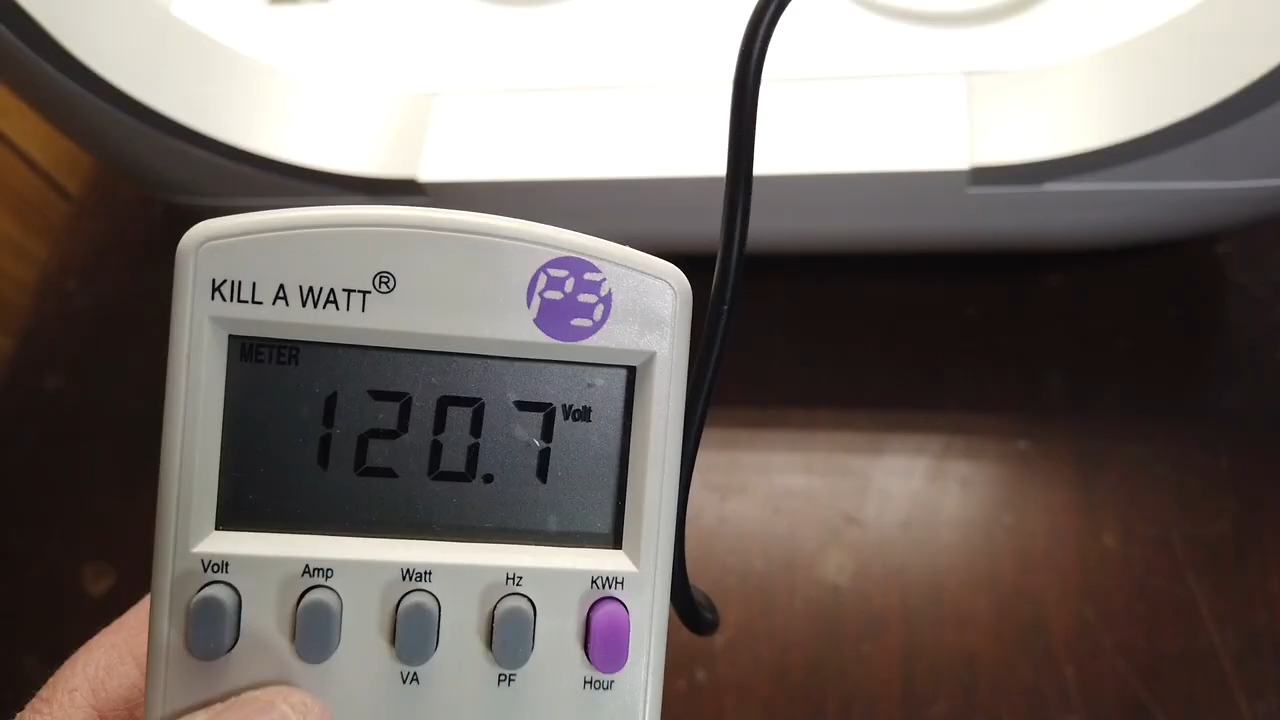 KILL A WATT®
P3
METER
120.7 Volt
Volt Amp Watt Hz KWH
VA PF Hour